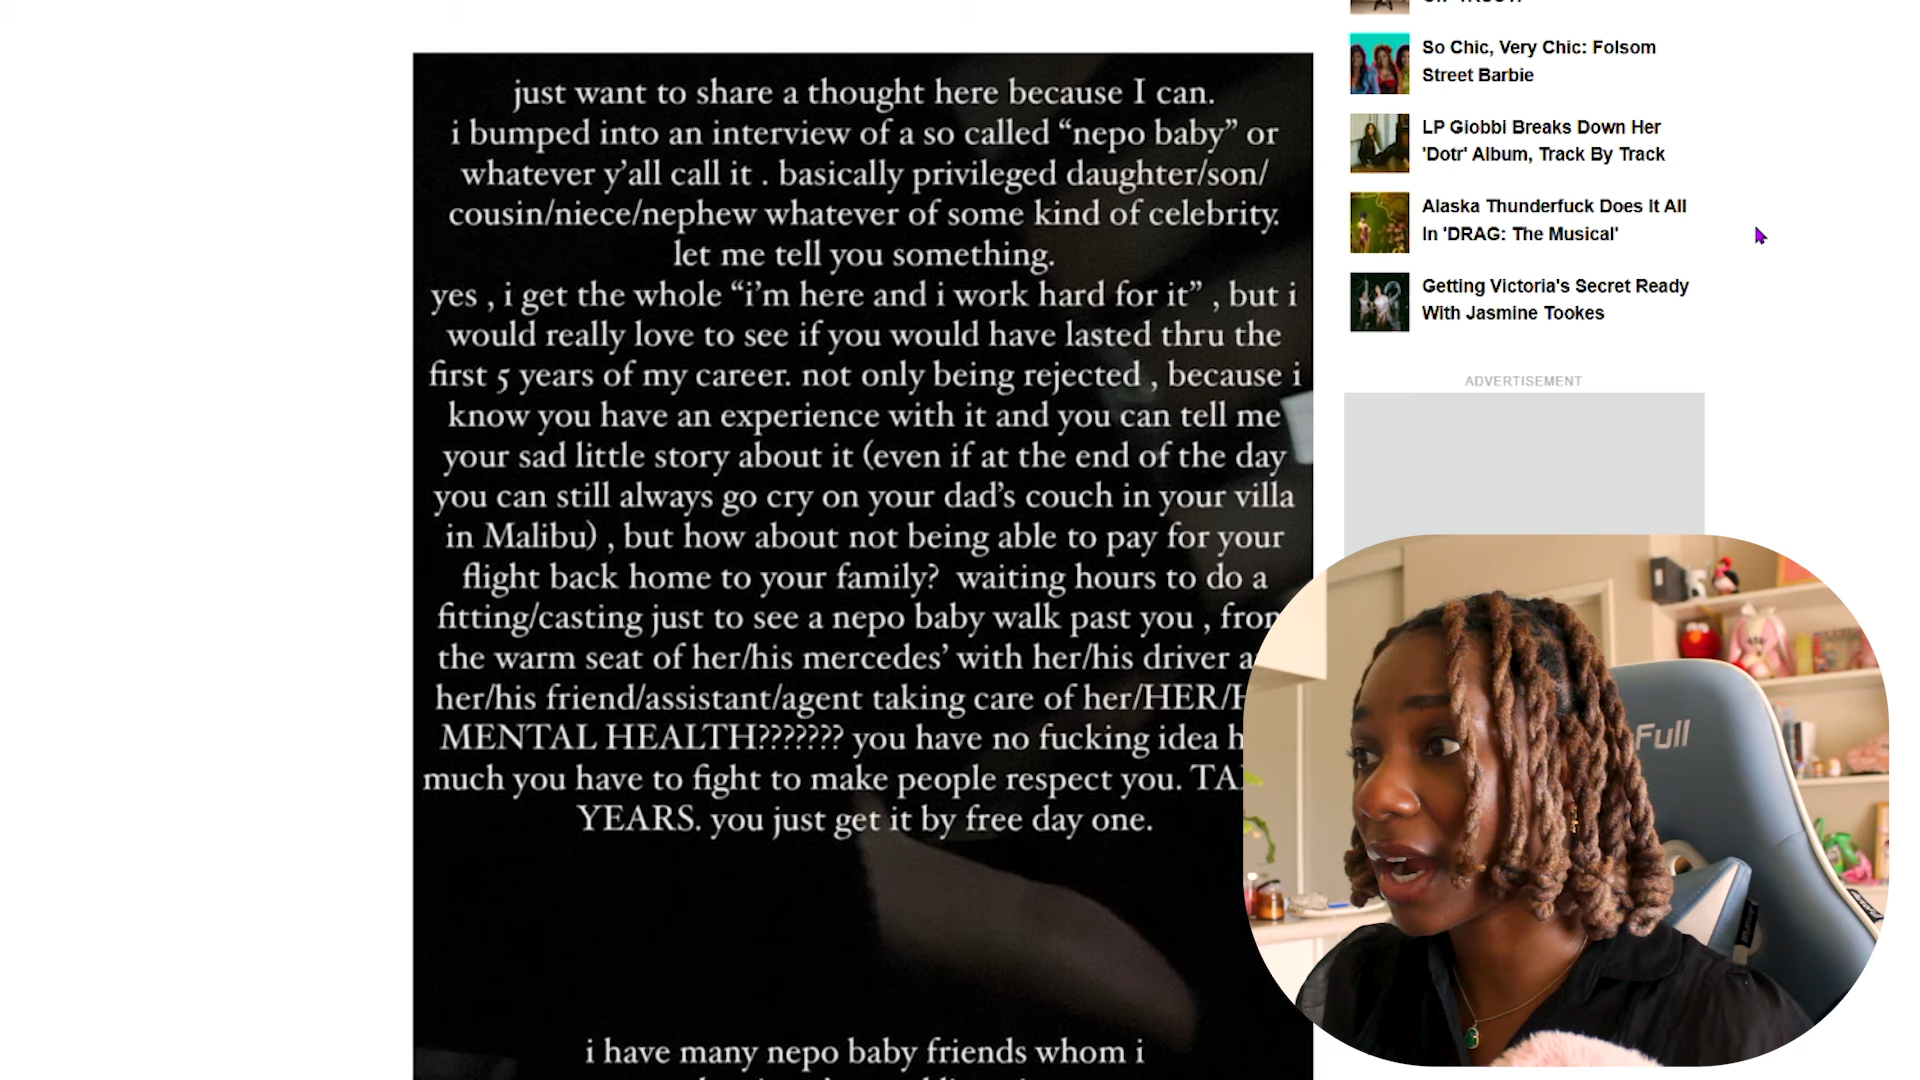 just want to share a thought here because I can.
i bumped into an interview of a so called “nepo baby” or
whatever y’all call it . basically privileged daughter/son/
cousin/niece/nephew whatever of some kind of celebrity.
let me tell you something.
yes , i get the whole “i’m here and i work hard for it” , but i
would really love to see if you would have lasted thru the
first 5 years of my career. not only being rejected , because i
know you have an experience with it and you can tell me
your sad little story about it (even if at the end of the day
you can still always go cry on your dad’s couch in your villa
in Malibu) , but how about not being able to pay for your
flight back home to your family?  waiting hours to do a
fitting/casting just to see a nepo baby walk past you ,
the warm seat of her/his mercedes’ with her/his driver
her/his friend/assistant/agent taking care of her/HER/
MENTAL HEALTH??????? you have no fucking idea
much you have to fight to make people respect you.
YEARS. you just get it by free day one.
i have many nepo baby friends whom i
So Chic, Very Chic: Folsom
Street Barbie
LP Giobbi Breaks Down Her
'Dotr' Album, Track By Track
Alaska Thunderfuck Does It All
In 'DRAG: The Musical'
Getting Victoria's Secret Ready
With Jasmine Tookes
ADVERTISEMENT
Full